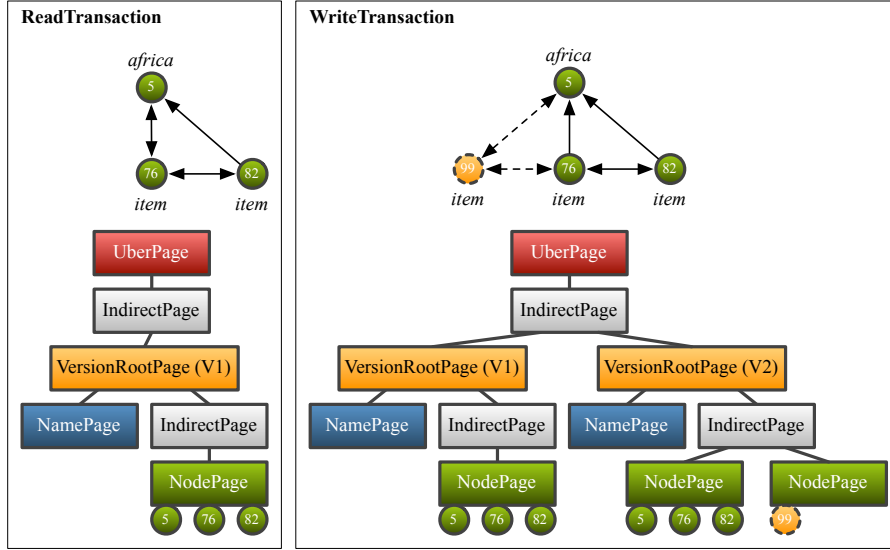 ReadTransaction
africa
5
76
82
item
item
UberPage
IndirectPage
VersionRootPage (V1)
NamePage
IndirectPage
NodePage
5
76
82
WriteTransaction
africa
5
99
76
82
item
item
item
UberPage
IndirectPage
VersionRootPage (V1)
VersionRootPage (V2)
NamePage
IndirectPage
NamePage
IndirectPage
NodePage
NodePage
NodePage
5
76
82
5
76
82
99